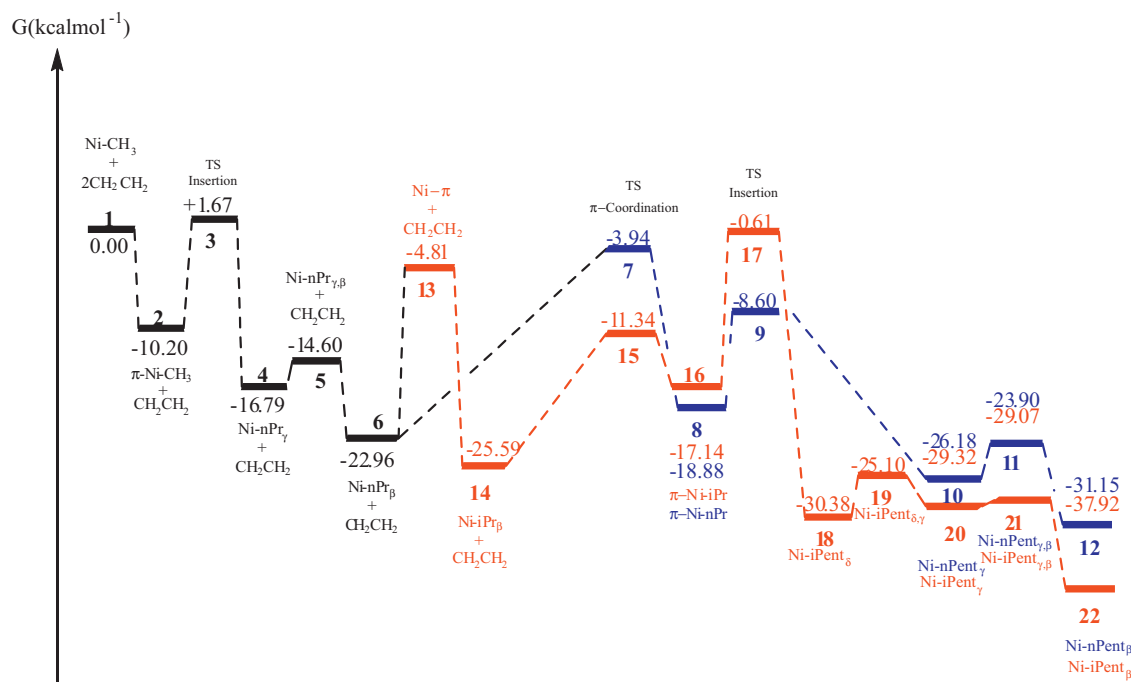 G(kcalmol⁻¹)
Ni-CH₃
+
2CH₂CH₂
1
0.00
2
-10.20
π-Ni-CH₃
+
CH₂CH₂
TS
Insertion
+1.67
3
4
-16.79
Ni-nPrᵧ
+
CH₂CH₂
Ni-nPrᵧ,ᵦ
+
CH₂CH₂
-14.60
5
6
-22.96
Ni-nPrᵦ
+
CH₂CH₂
Ni-π
+
CH₂CH₂
-4.81
13
-25.59
14
Ni-iPrᵦ
+
CH₂CH₂
TS
π-Coordination
-3.94
7
-11.34
15
16
8
-17.14
-18.88
π-Ni-iPr
π-Ni-nPr
TS
Insertion
-0.61
17
-8.60
9
-30.38
18
Ni-iPent_δ
-25.10
19
Ni-iPent_δ,ᵧ
-26.18
-29.32
10
20
Ni-nPentᵧ
Ni-iPentᵧ
-23.90
-29.07
11
21
Ni-nPentᵧ,ᵦ
Ni-iPentᵧ,ᵦ
-31.15
-37.92
12
22
Ni-nPentᵦ
Ni-iPentᵦ